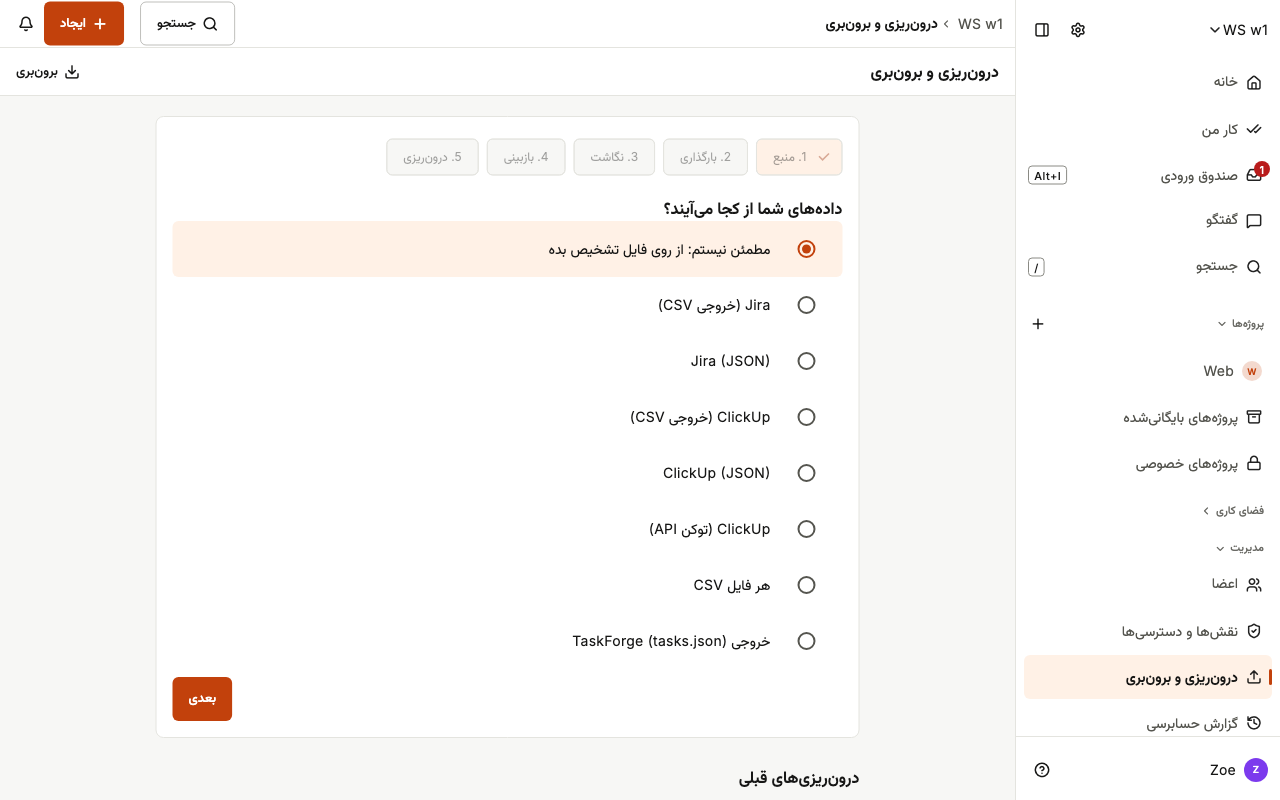 WS w1
خانه
کار من
1
صندوق ورودی
Alt+I
گفتگو
جستجو
/
پروژه‌ها
W
Web
پروژه‌های بایگانی‌شده
پروژه‌های خصوصی
فضای کاری
مدیریت
اعضا
نقش‌ها و دسترسی‌ها
درون‌ریزی و برون‌بری
گزارش حسابرسی
Z
Zoe
WS w1 › درون‌ریزی و برون‌بری
جستجو
ایجاد
درون‌ریزی و برون‌بری
برون‌بری
1. منبع
2. بارگذاری
3. نگاشت
4. بازبینی
5. درون‌ریزی
داده‌های شما از کجا می‌آیند؟
مطمئن نیستم: از روی فایل تشخیص بده
Jira (خروجی CSV)
Jira (JSON)
ClickUp (خروجی CSV)
ClickUp (JSON)
ClickUp (توکن API)
هر فایل CSV
خروجی TaskForge (tasks.json)
بعدی
درون‌ریزی‌های قبلی